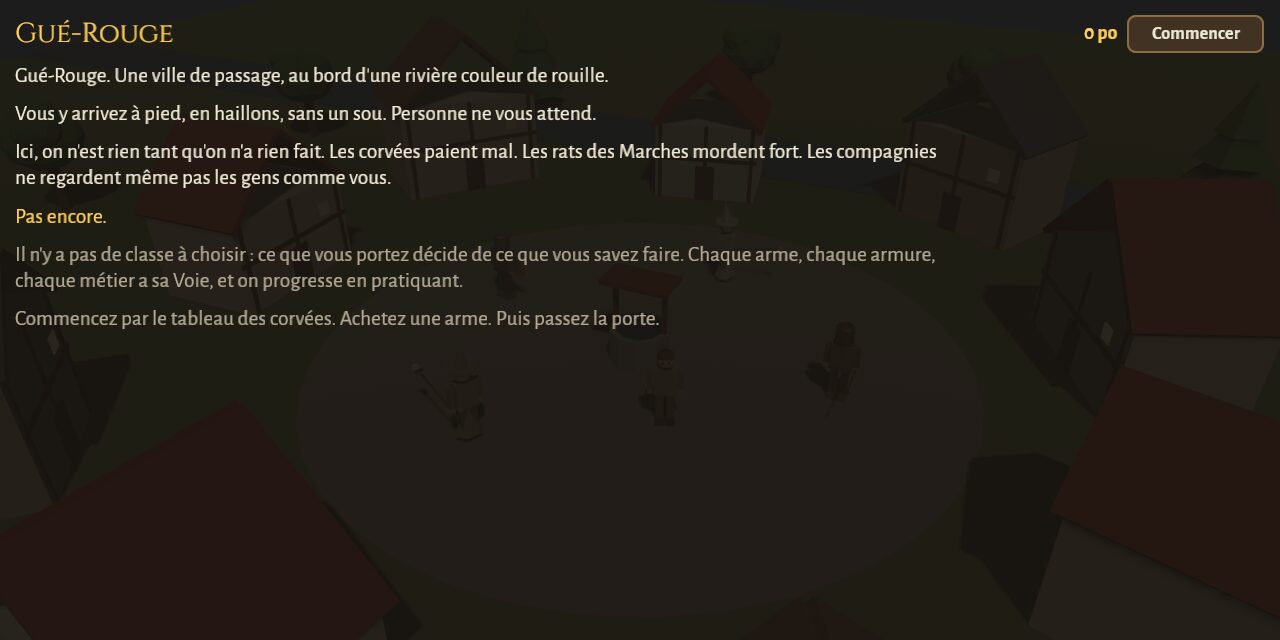 Gué-Rouge
0 po
Commencer
Gué-Rouge. Une ville de passage, au bord d'une rivière couleur de rouille.
Vous y arrivez à pied, en haillons, sans un sou. Personne ne vous attend.
Ici, on n'est rien tant qu'on n'a rien fait. Les corvées paient mal. Les rats des Marches mordent fort. Les compagnies
ne regardent même pas les gens comme vous.
Pas encore.
Il n'y a pas de classe à choisir : ce que vous portez décide de ce que vous savez faire. Chaque arme, chaque armure,
chaque métier a sa Voie, et on progresse en pratiquant.
Commencez par le tableau des corvées. Achetez une arme. Puis passez la porte.